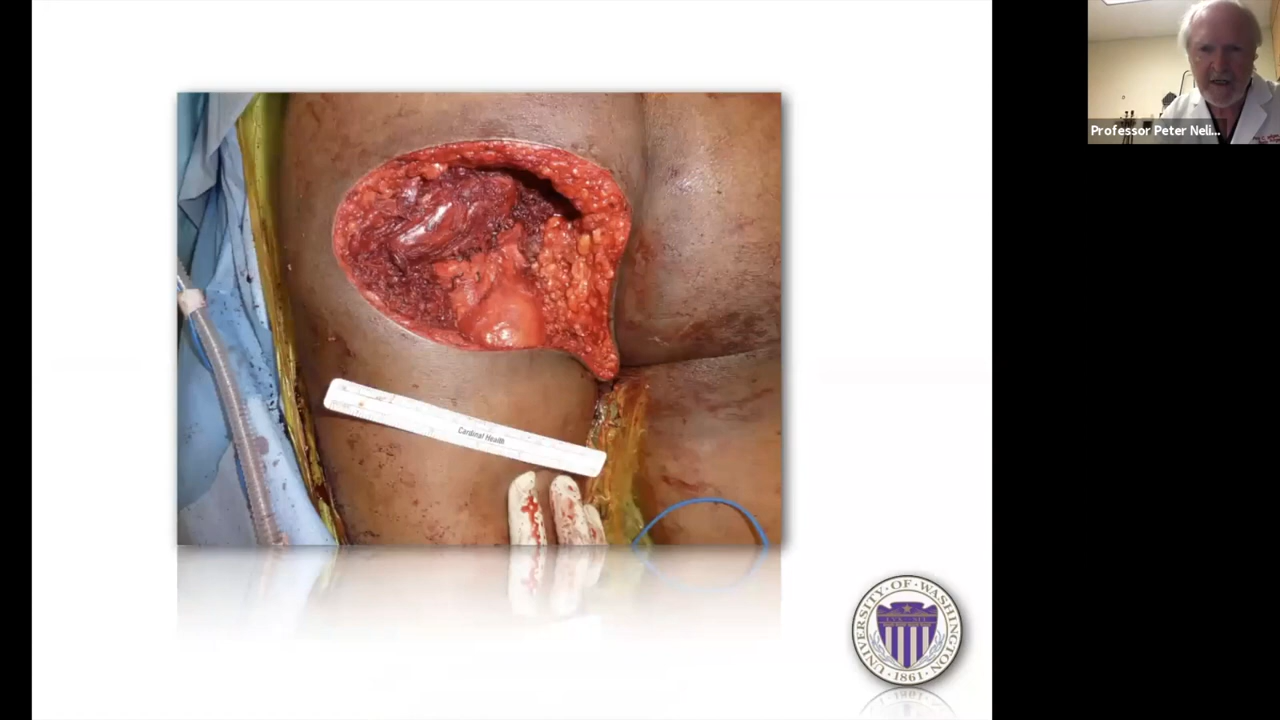 Professor Peter Neli...
Cardinal Health
UNIVERSITY·OF·WASHINGTON
·1861·